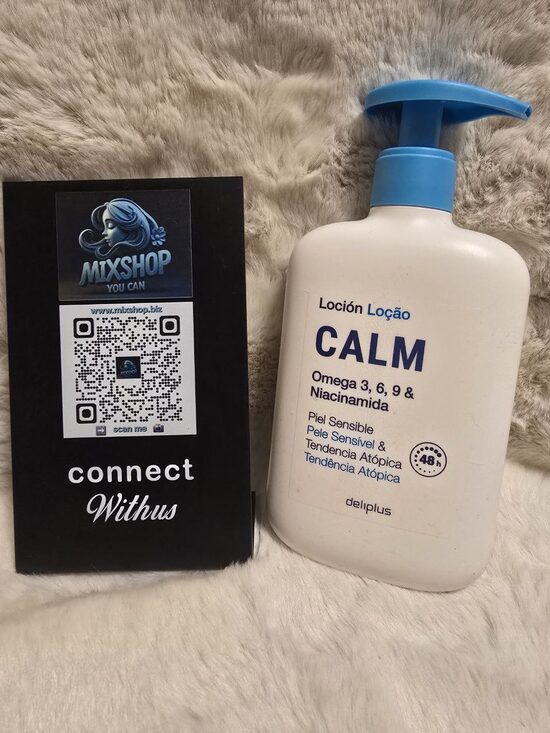 MIXSHOP
YOU CAN
www.mixshop.biz
scan me
connect
Withus
Loción Loção
CALM
Omega 3, 6, 9 &
Niacinamida
Piel Sensible
Pele Sensível &
Tendencia Atópica
Tendência Atópica
48h
deliplus